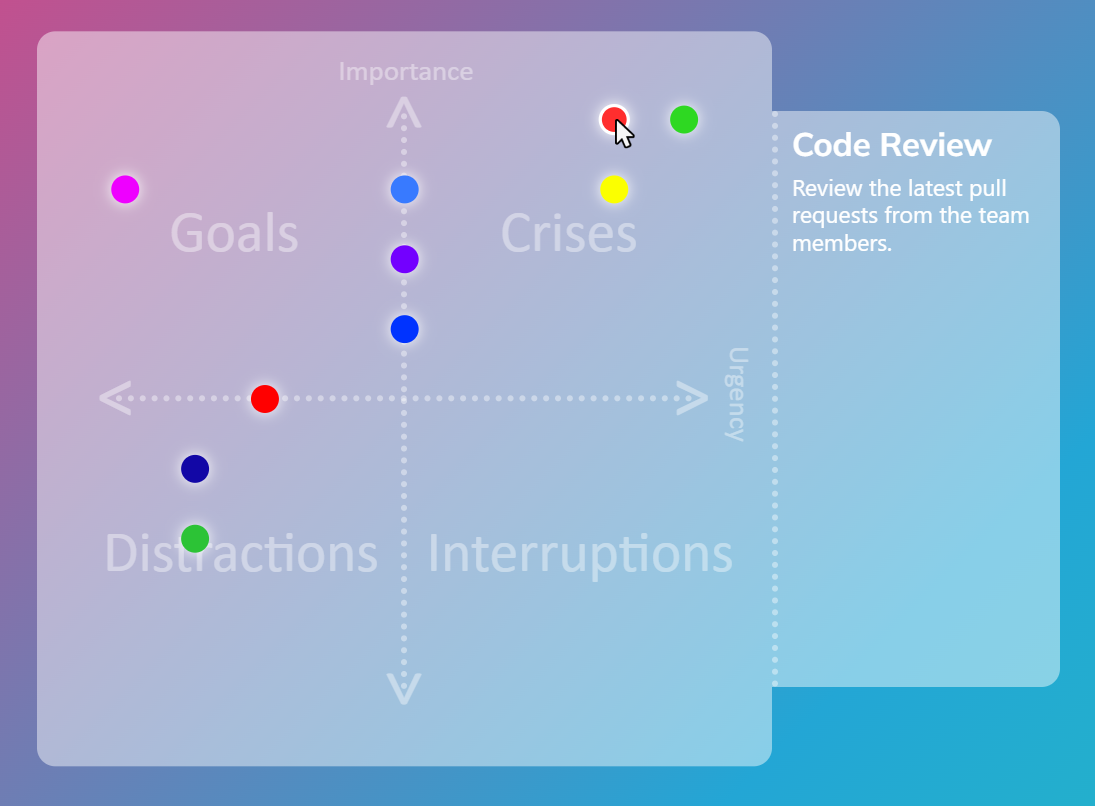 Importance
Goals
Crises
Urgency
Distractions
Interruptions
Code Review
Review the latest pull
requests from the team
members.